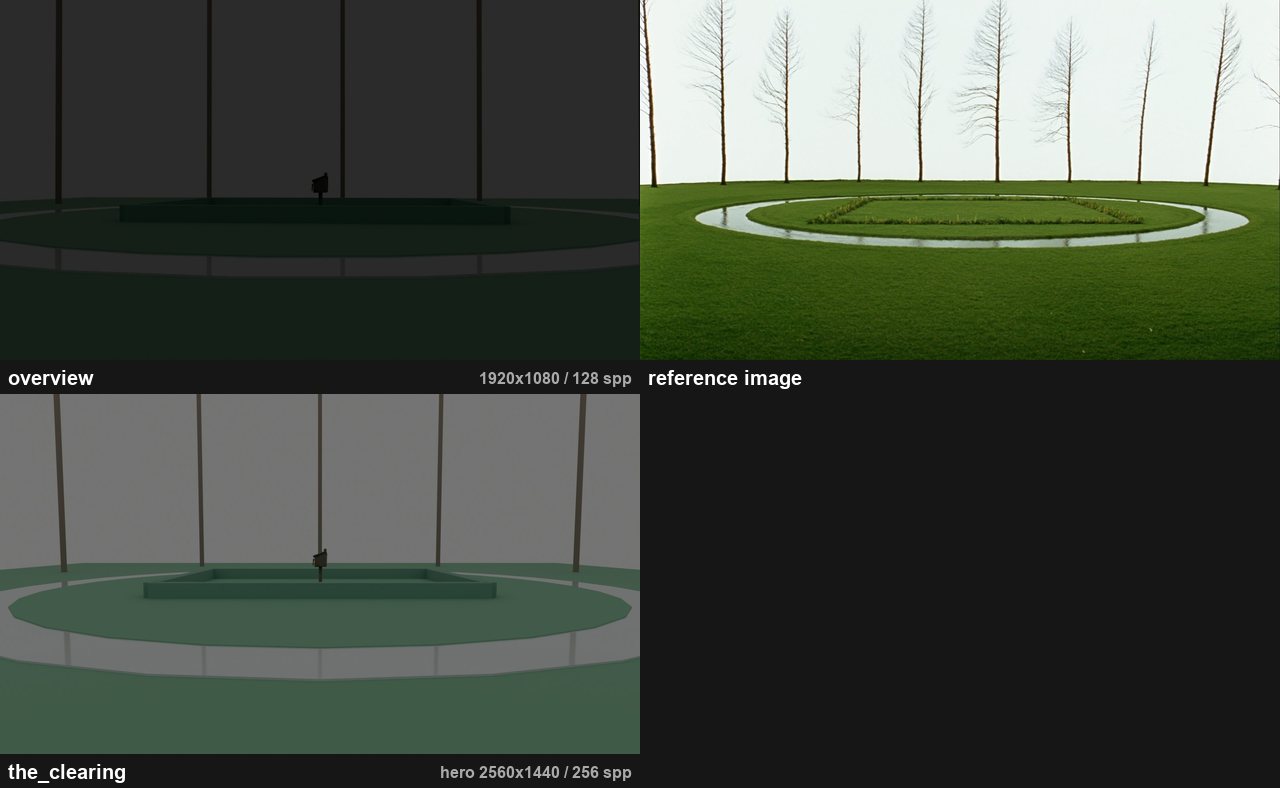 overview
1920x1080 / 128 spp
reference image
the_clearing
hero 2560x1440 / 256 spp